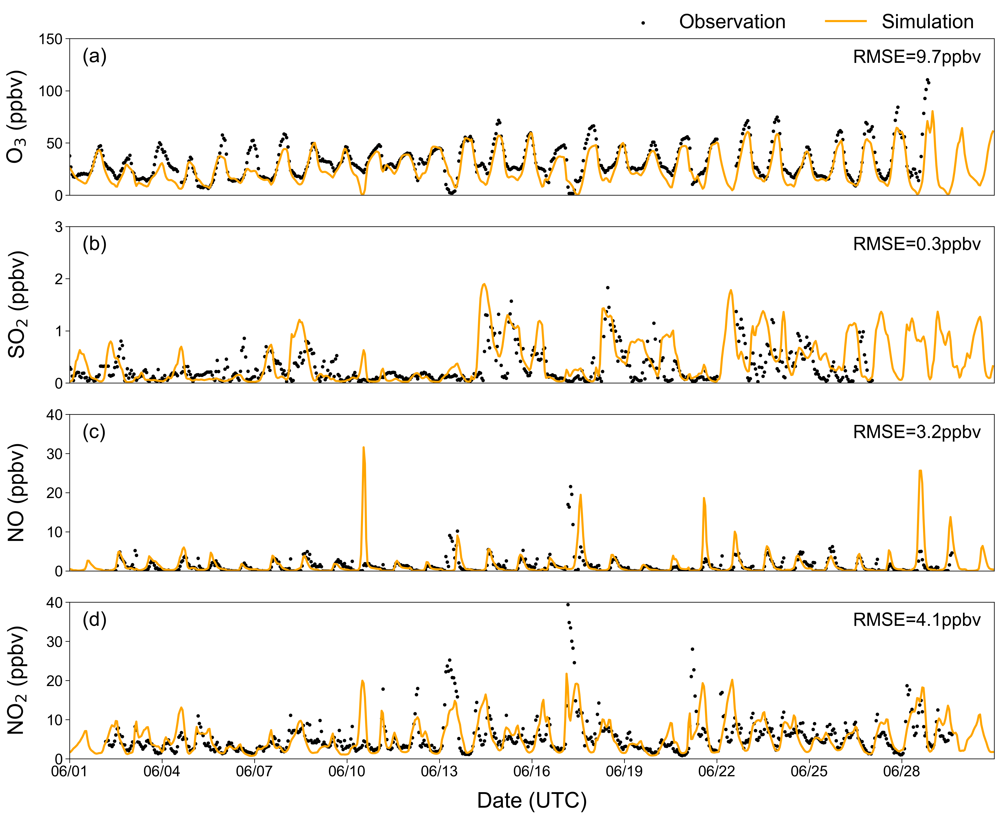 Observation Simulation
150
(a) RMSE=9.7ppbv
100
O₃ (ppbv)
50
0
3
(b) RMSE=0.3ppbv
2
SO₂ (ppbv)
1
0
40
(c) RMSE=3.2ppbv
30
NO (ppbv)
20
10
0
40
(d) RMSE=4.1ppbv
30
NO₂ (ppbv)
20
10
0
06/01 06/04 06/07 06/10 06/13 06/16 06/19 06/22 06/25 06/28
Date (UTC)